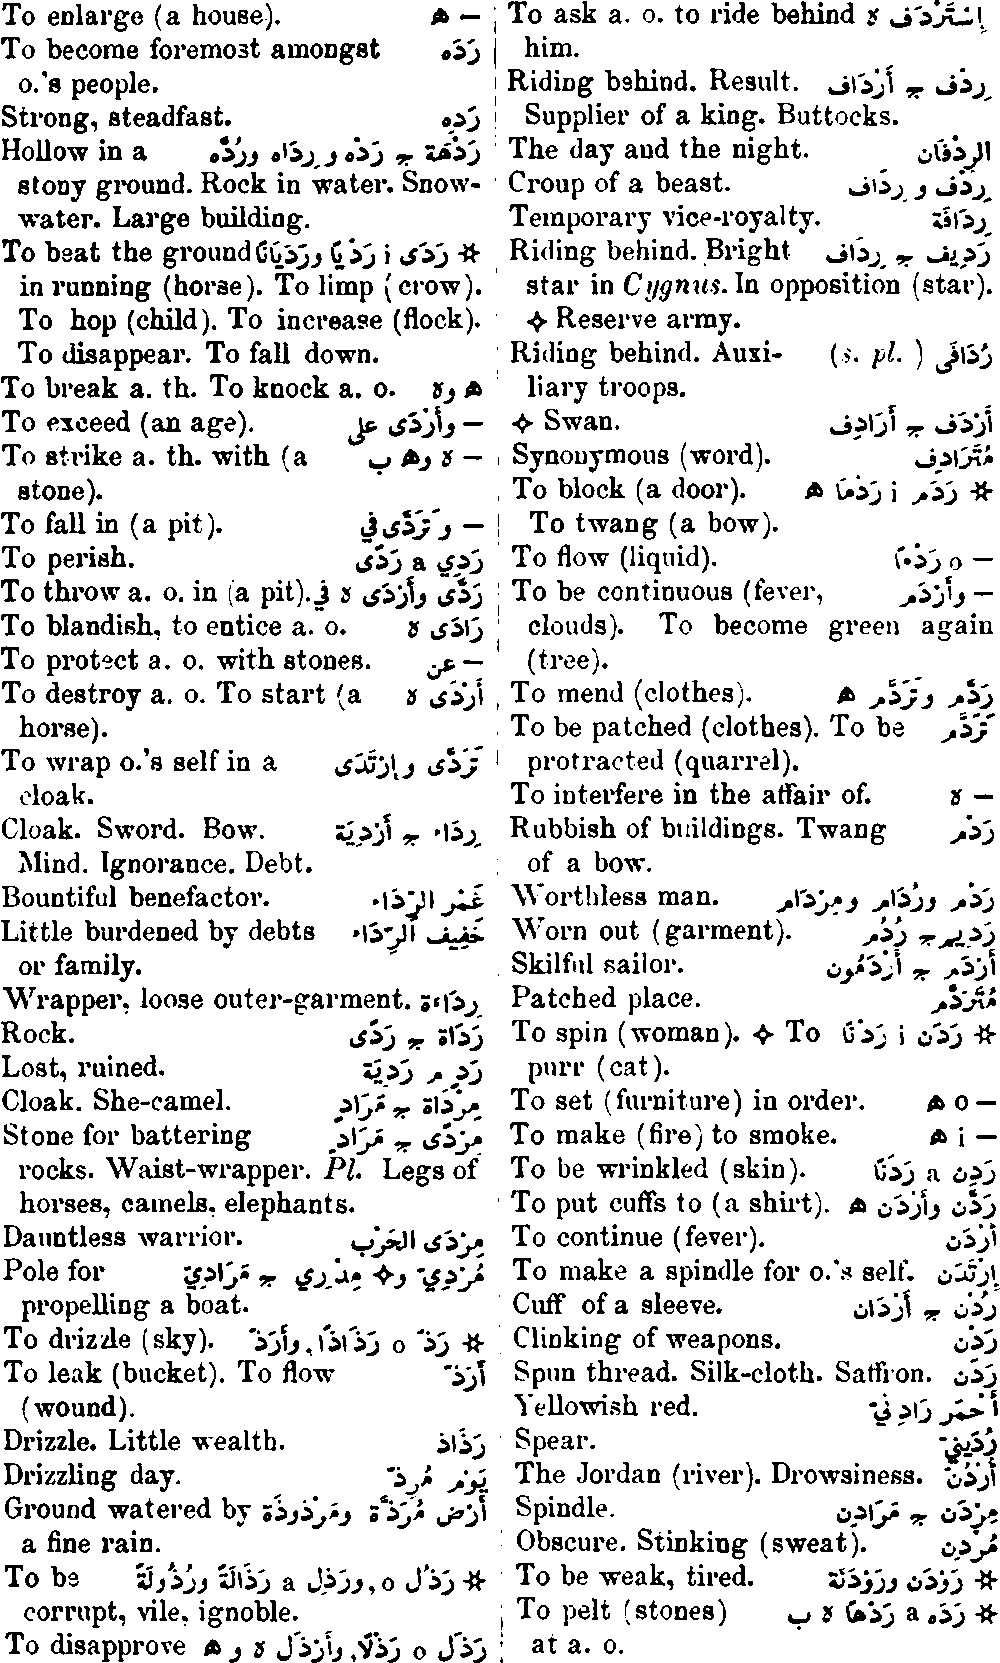 To ask a. o. to ride behind إِسْتَرْدَف ه
him.
Riding behind. Result. رِدْف ج أَرْدَاف
Supplier of a king. Buttocks.
The day and the night. الرِدْفَان
Croup of a beast. رِدْف و رِدَاف
Temporary vice-royalty. رِدَافَة
Riding behind. Bright رَدِيف ج رِدَاف
star in Cygnus. In opposition (star).
✧ Reserve army.
Riding behind. Auxi- (s. pl.) رُدَافَى
liary troops.
✧ Swan. أَرْدَف ج أَرَادِف
Synonymous (word). مُتَرَادِف
To block (a door). ☆ رَدَم i رَدْمًا ه
To twang (a bow).
To flow (liquid). — o رَدْمًا
To be continuous (fever, — وأَرْدَم
clouds). To become green again
(tree).
To mend (clothes). رَدَّم وتَرَدَّم ه
To be patched (clothes). To be تَرَدَّم
protracted (quarrel).
To interfere in the affair of. — ه
Rubbish of buildings. Twang رَدْم
of a bow.
Worthless man. رَدْم ورُدَام ومِرْدَام
Worn out (garment). رَدِيم ج رُدُم
Skilful sailor. أَرْدَم ج أَرْدَمُون
Patched place. مُتَرَدَّم
To spin (woman). ✧ To ☆ رَدَن i رَدْنًا
purr (cat).
To set (furniture) in order. — o ه
To make (fire) to smoke. — i ه
To be wrinkled (skin). رَدِن a رَدَنًا
To put cuffs to (a shirt). رَدَّن وأَرْدَن ه
To continue (fever). أَرْدَن
To make a spindle for o.'s self. إِرْتَدَن
Cuff of a sleeve. رُدْن ج أَرْدَان
Clinking of weapons. رَدْن
Spun thread. Silk-cloth. Saffron. رَدَن
Yellowish red. أَحْمَر رَادِنِيّ
Spear. رُدَيْنِيّ
The Jordan (river). Drowsiness. أُرْدُنّ
Spindle. مِرْدَن ج مَرَادِن
Obscure. Stinking (sweat). مُرْدِن
To be weak, tired. ☆ رَوْدَن رَوْدَنَة
To pelt (stones) ☆ رَدَه a رَدْهًا ه ب
at a. o.
To enlarge (a house). — ه
To become foremost amongst رَدَّه
o.'s people.
Strong, steadfast. رَدِه
Hollow in a رَدْهَة ج رَدْه و رِدَاه ورُدَّه
stony ground. Rock in water. Snow-
water. Large building.
To beat the ground ☆ رَدَى i رَدْيًا ورَدَيَانًا
in running (horse). To limp (crow).
To hop (child). To increase (flock).
To disappear. To fall down.
To break a. th. To knock a. o. ه وه
To exceed (an age). — وأَرْدَى على
To strike a. th. with (a — ه وه ب
stone).
To fall in (a pit). — وتَرَدَّى في
To perish. رَدِيَ a رَدًى
To throw a. o. in (a pit). رَدَّى وأَرْدَى ه في
To blandish, to entice a. o. رَادَى ه
To protect a. o. with stones. — عن
To destroy a. o. To start (a أَرْدَى ه
horse).
To wrap o.'s self in a تَرَدَّى وإِرْتَدَى
cloak.
Cloak. Sword. Bow. رِدَاء ج أَرْدِيَة
Mind. Ignorance. Debt.
Bountiful benefactor. غَمْر الرِّدَاء
Little burdened by debts خَفِيف الرِّدَاء
or family.
Wrapper, loose outer-garment. رِدَاءة
Rock. رَدَاة ج رَدًى
Lost, ruined. رَدٍ م رَدِيَة
Cloak. She-camel. مِرْدَاة ج مَرَادٍ
Stone for battering مِرْدًى ج مَرَادٍ
rocks. Waist-wrapper. Pl. Legs of
horses, camels, elephants.
Dauntless warrior. مِرْدَى الحَرْب
Pole for مُرْدِيّ و✧ مِدْرِي ج مَرَادِيّ
propelling a boat.
To drizzle (sky). ☆ رَذَّ o رَذَاذًا, وأَرَذَّ
To leak (bucket). To flow أَرَذَّ
(wound).
Drizzle. Little wealth. رَذَاذ
Drizzling day. يَوْم مُرِذّ
Ground watered by أَرْض مُرَذَّة ومَرْذُوذَة
a fine rain.
To be ☆ رَذُل o, ورَذِل a رَذَالَةً ورُذُولَةً
corrupt, vile, ignoble.
To disapprove رَذَل o رَذْلًا, وأَرْذَل ه و ه